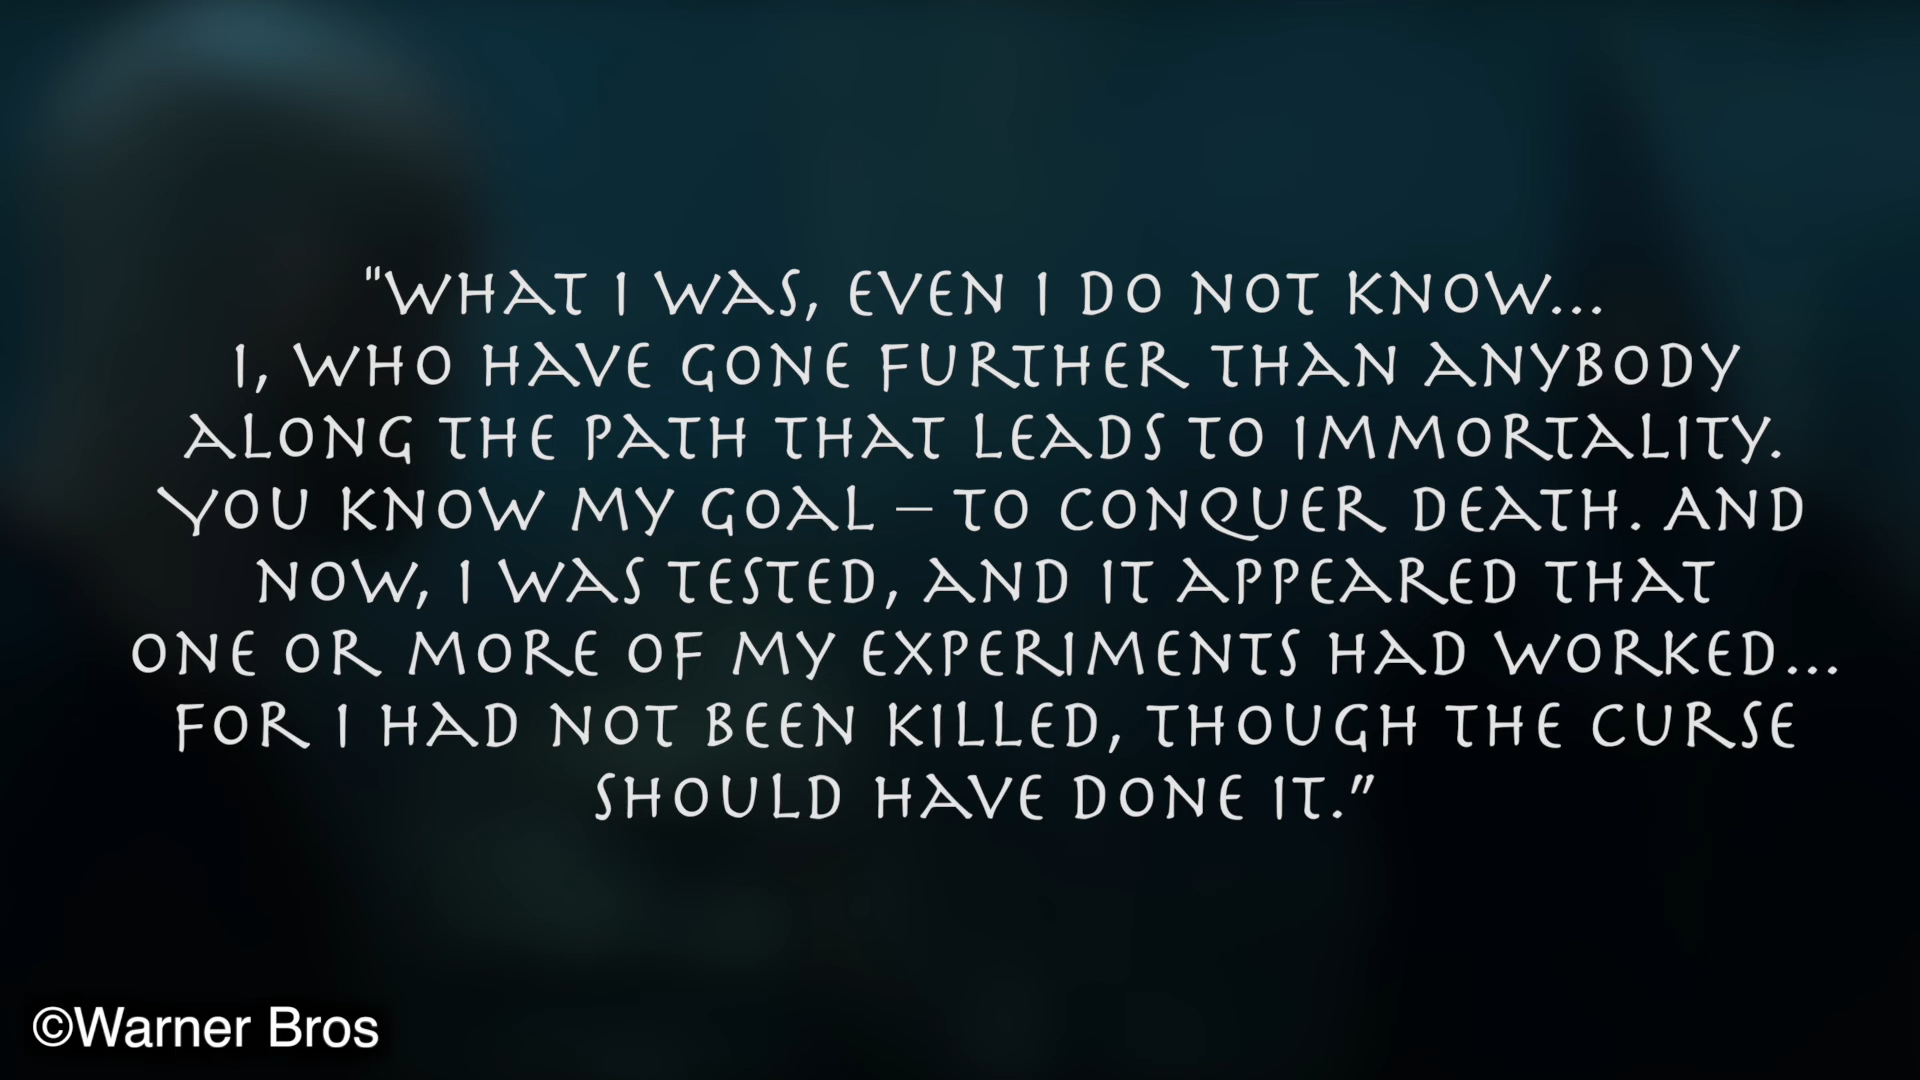 "WHAT I WAS, EVEN I DO NOT KNOW...
I, WHO HAVE GONE FURTHER THAN ANYBODY
ALONG THE PATH THAT LEADS TO IMMORTALITY.
YOU KNOW MY GOAL – TO CONQUER DEATH. AND
NOW, I WAS TESTED, AND IT APPEARED THAT
ONE OR MORE OF MY EXPERIMENTS HAD WORKED...
FOR I HAD NOT BEEN KILLED, THOUGH THE CURSE
SHOULD HAVE DONE IT.”
©Warner Bros